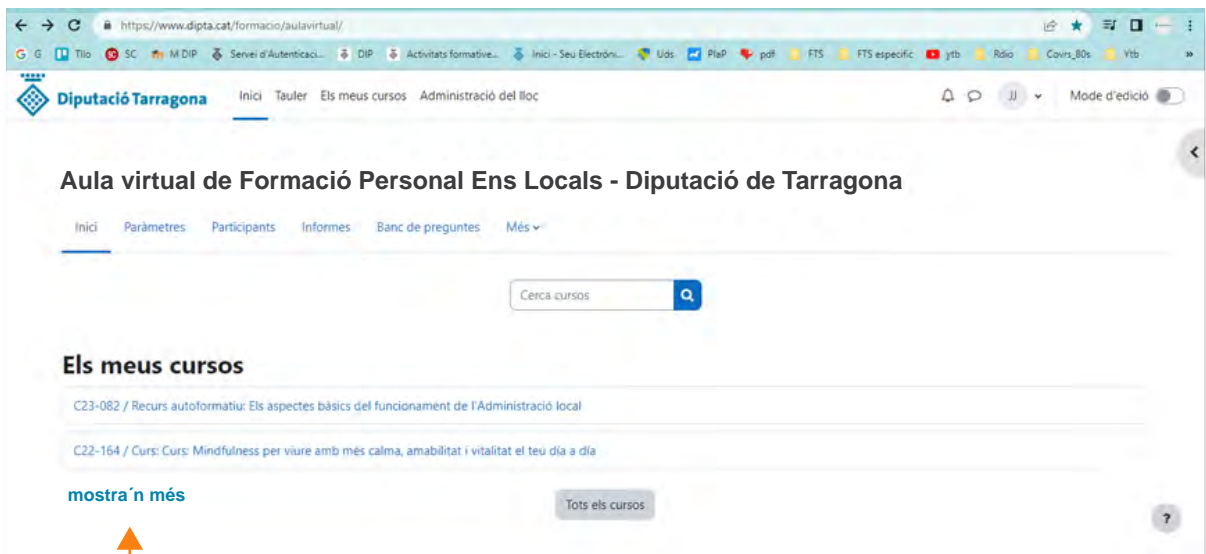 https://www.dipta.cat/formacio/aulavirtual/
G G Tllo SC M DIP Servei d'Autenticaci... DIP Activitats formative... Inici - Seu Electròni... Uds PlaP pdf FTS FTS especific ytb Rdio Covrs_80s Ytb »
Diputació Tarragona Inici Tauler Els meus cursos Administració del lloc JJ Mode d'edició
Aula virtual de Formació Personal Ens Locals - Diputació de Tarragona
Inici Paràmetres Participants Informes Banc de preguntes Més
Cerca cursos
Els meus cursos
C23-082 / Recurs autoformatiu: Els aspectes bàsics del funcionament de l'Administració local
C22-164 / Curs: Curs: Mindfulness per viure amb més calma, amabilitat i vitalitat el teu día a día
mostra´n més
Tots els cursos
?